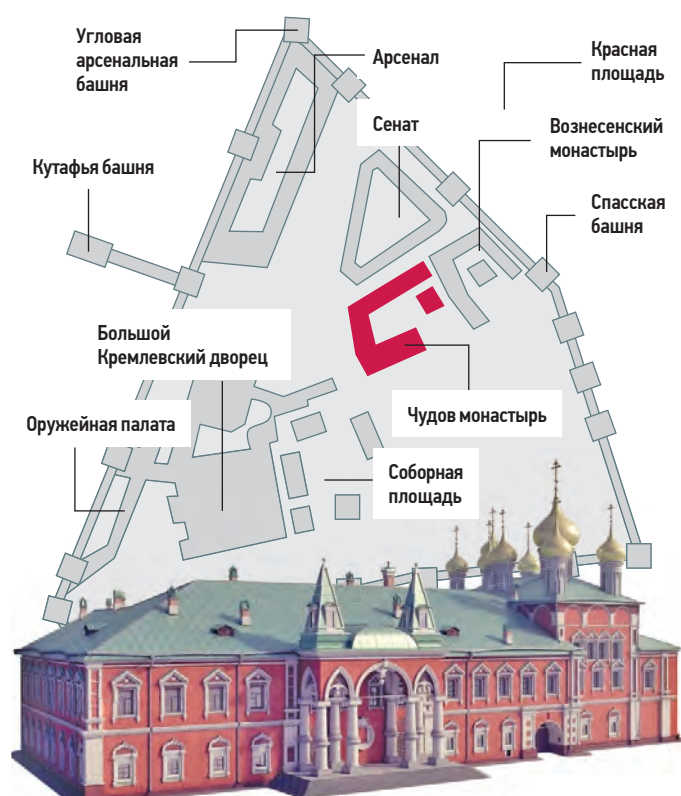 Угловая
арсенальная
башня
Арсенал
Красная
площадь
Сенат
Вознесенский
монастырь
Кутафья башня
Спасская
башня
Большой
Кремлевский дворец
Оружейная палата
Чудов монастырь
Соборная
площадь